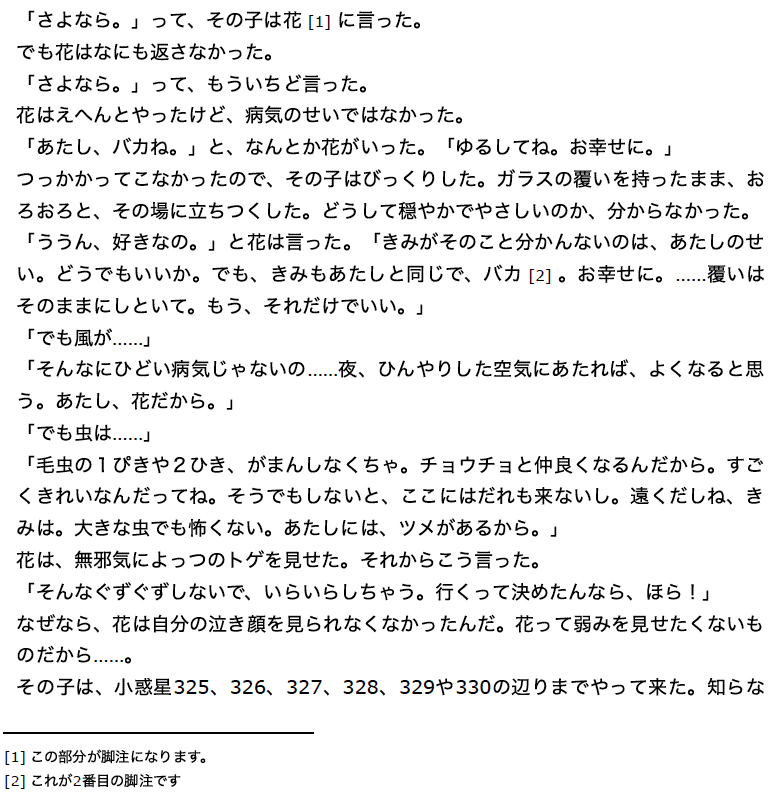 「さよなら。」って、その子は花 [1] に言った。
でも花はなにも返さなかった。
「さよなら。」って、もういちど言った。
花はえへんとやったけど、病気のせいではなかった。
「あたし、バカね。」と、なんとか花がいった。「ゆるしてね。お幸せに。」
つっかかってこなかったので、その子はびっくりした。ガラスの覆いを持ったまま、お
ろおろと、その場に立ちつくした。どうして穏やかでやさしいのか、分からなかった。
「ううん、好きなの。」と花は言った。「きみがそのこと分かんないのは、あたしのせ
い。どうでもいいか。でも、きみもあたしと同じで、バカ [2] 。お幸せに。……覆いは
そのままにしといて。もう、それだけでいい。」
「でも風が……」
「そんなにひどい病気じゃないの……夜、ひんやりした空気にあたれば、よくなると思
う。あたし、花だから。」
「でも虫は……」
「毛虫の１ぴきや２ひき、がまんしなくちゃ。チョウチョと仲良くなるんだから。すご
くきれいなんだってね。そうでもしないと、ここにはだれも来ないし。遠くだしね、き
みは。大きな虫でも怖くない。あたしには、ツメがあるから。」
花は、無邪気によっつのトゲを見せた。それからこう言った。
「そんなぐずぐずしないで、いらいらしちゃう。行くって決めたんなら、ほら！」
なぜなら、花は自分の泣き顔を見られなくなかったんだ。花って弱みを見せたくないも
のだから……。
その子は、小惑星325、326、327、328、329や330の辺りまでやって来た。知らな
[1] この部分が脚注になります。
[2] これが2番目の脚注です